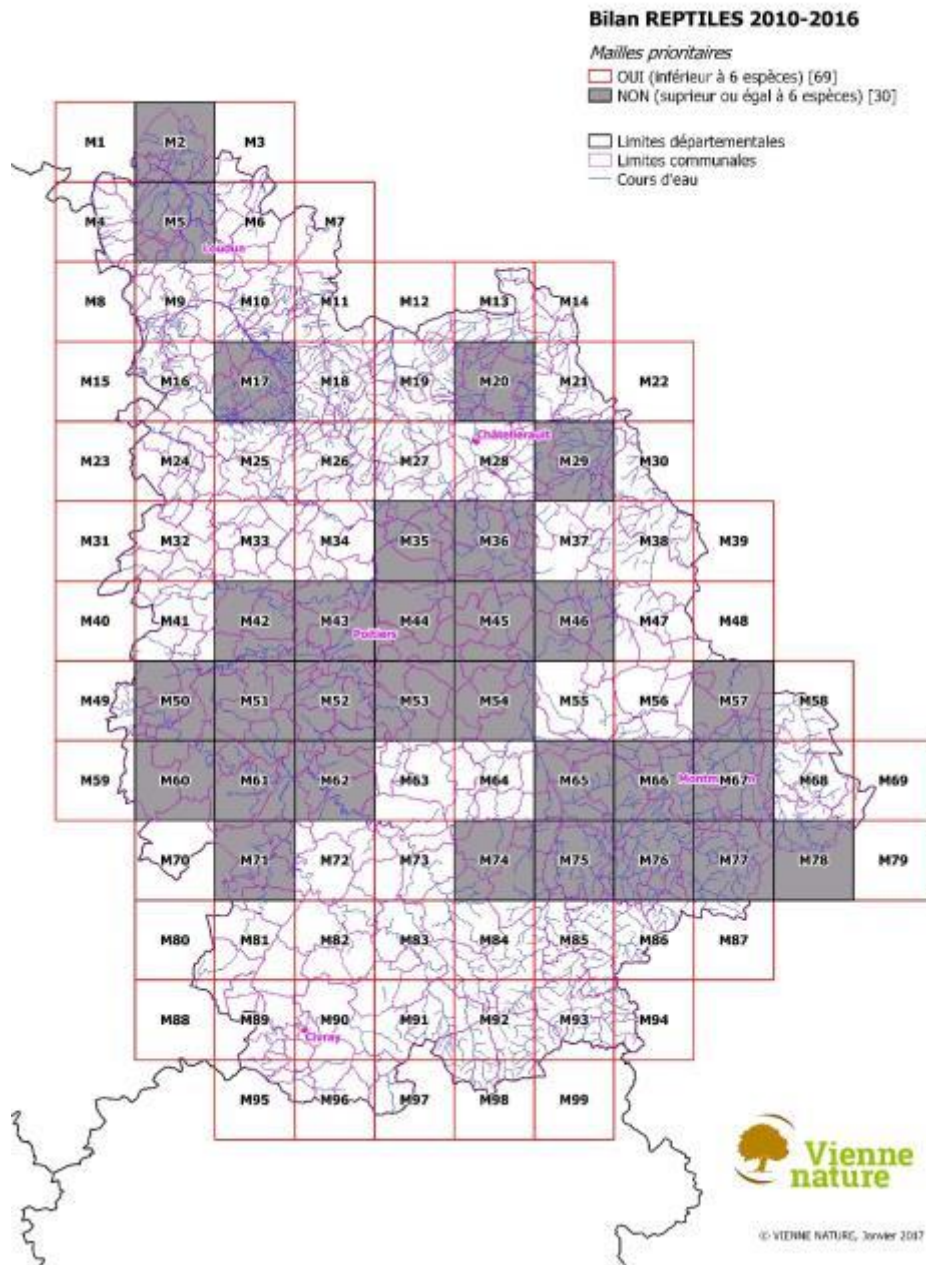 Bilan REPTILES 2010-2016
Mailles prioritaires
OUI (inférieur à 6 espèces) [69]
NON (suprieur ou égal à 6 espèces) [30]
Limites départementales
Limites communales
Cours d'eau
M1 M2 M3
M4 M5 M6 M7
Loudun
M8 M9 M10 M11 M12 M13 M14
M15 M16 M17 M18 M19 M20 M21 M22
Châtellerault
M23 M24 M25 M26 M27 M28 M29 M30
M31 M32 M33 M34 M35 M36 M37 M38 M39
M40 M41 M42 M43 M44 M45 M46 M47 M48
Poitiers
M49 M50 M51 M52 M53 M54 M55 M56 M57 M58
M59 M60 M61 M62 M63 M64 M65 M66 M67 M68 M69
M70 M71 M72 M73 M74 M75 M76 M77 M78 M79
M80 M81 M82 M83 M84 M85 M86 M87
M88 M89 M90 M91 M92 M93 M94
Civray
M95 M96 M97 M98 M99
Vienne
nature
© VIENNE NATURE, Janvier 2017